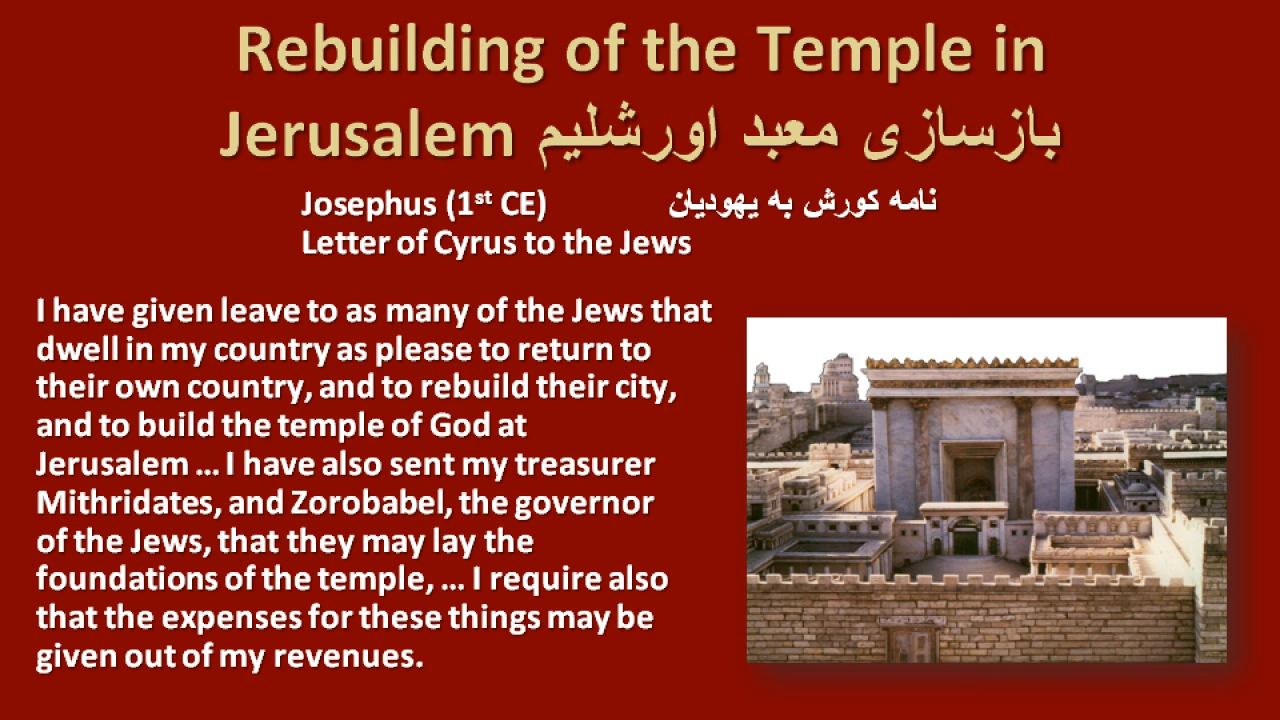 Rebuilding of the Temple in
Jerusalem بازسازی معبد اورشلیم
Josephus (1st CE) نامه کورش به یهودیان
Letter of Cyrus to the Jews
I have given leave to as many of the Jews that
dwell in my country as please to return to
their own country, and to rebuild their city,
and to build the temple of God at
Jerusalem ... I have also sent my treasurer
Mithridates, and Zorobabel, the governor
of the Jews, that they may lay the
foundations of the temple, ... I require also
that the expenses for these things may be
given out of my revenues.